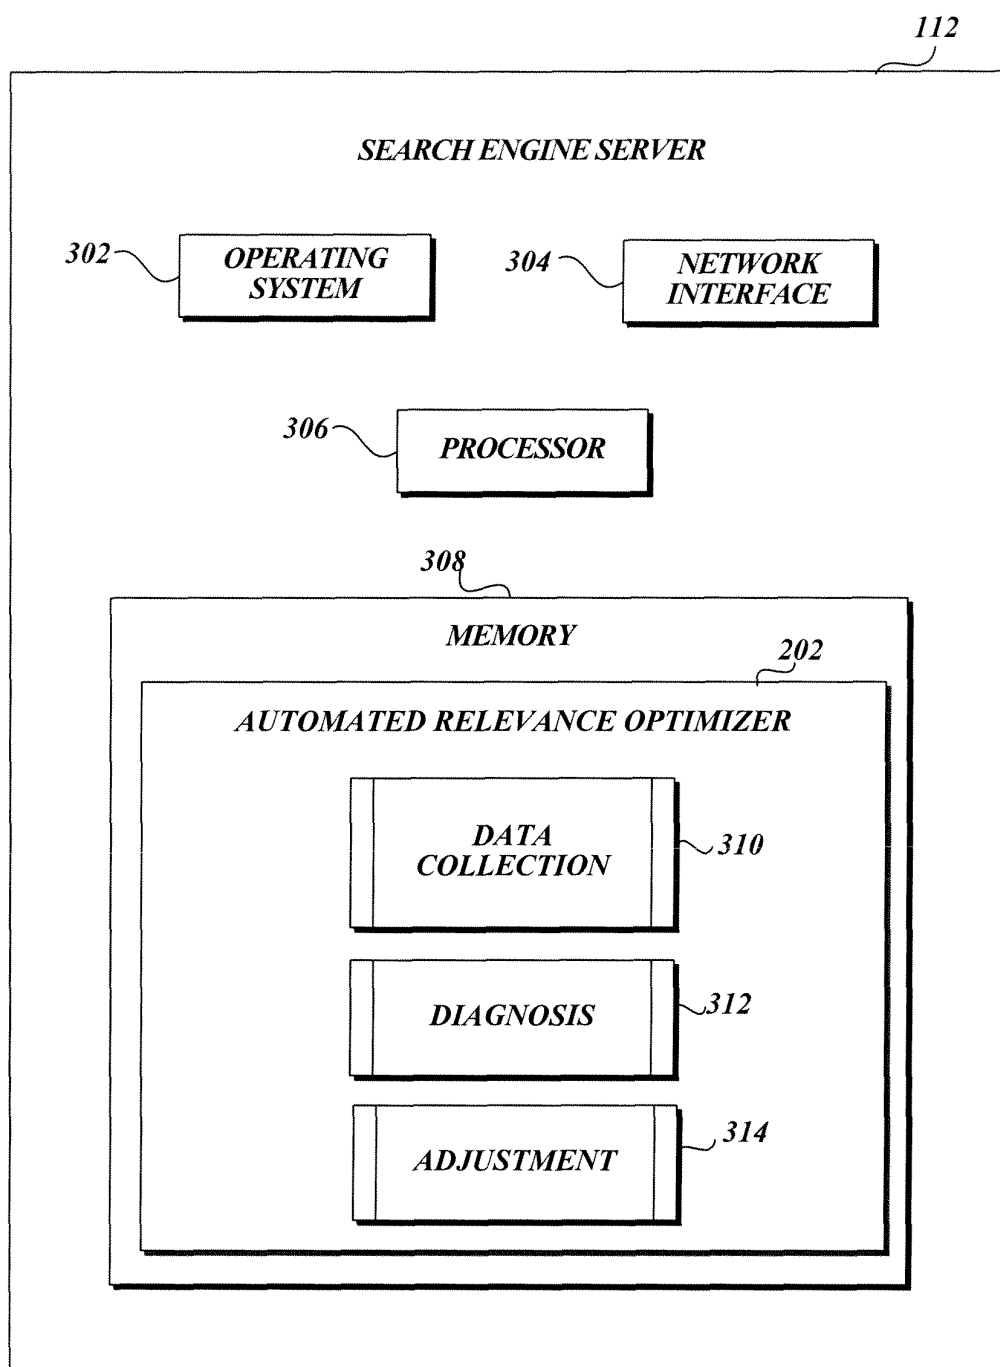 112
SEARCH ENGINE SERVER
302
OPERATING
SYSTEM
304
NETWORK
INTERFACE
306
PROCESSOR
308
MEMORY
202
AUTOMATED RELEVANCE OPTIMIZER
DATA
COLLECTION
310
DIAGNOSIS
312
ADJUSTMENT
314